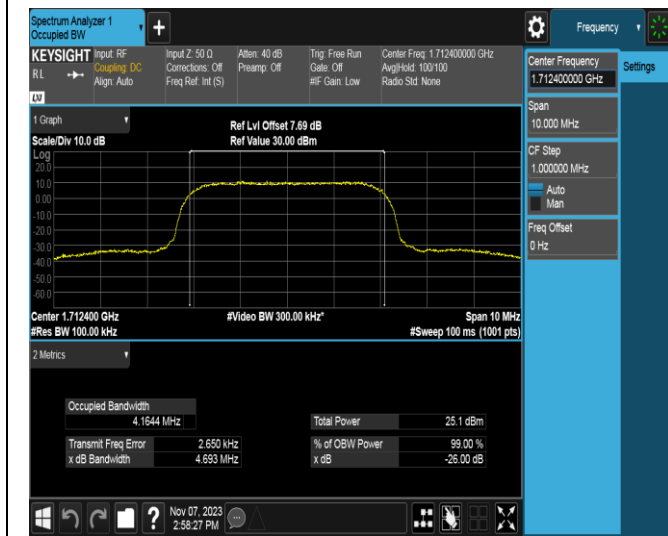 Spectrum Analyzer 1
Occupied BW
+
Frequency
KEYSIGHT
RL
LXI
Input: RF
Coupling: DC
Align: Auto
Input Z: 50 Ω
Corrections: Off
Freq Ref: Int (S)
Atten: 40 dB
Preamp: Off
Trig: Free Run
Gate: Off
#IF Gain: Low
Center Freq: 1.712400000 GHz
Avg|Hold: 100/100
Radio Std: None
Center Frequency
1.712400000 GHz
Settings
Span
10.000 MHz
CF Step
1.000000 MHz
Auto
Man
Freq Offset
0 Hz
1 Graph
Scale/Div 10.0 dB
Ref Lvl Offset 7.69 dB
Ref Value 30.00 dBm
Log
20.0
10.0
0.00
-10.0
-20.0
-30.0
-40.0
-50.0
-60.0
Center 1.712400 GHz
#Res BW 100.00 kHz
#Video BW 300.00 kHz*
Span 10 MHz
#Sweep 100 ms (1001 pts)
2 Metrics
Occupied Bandwidth
4.1644 MHz
Total Power 25.1 dBm
Transmit Freq Error 2.650 kHz
% of OBW Power 99.00 %
x dB Bandwidth 4.693 MHz
x dB -26.00 dB
?
Nov 07, 2023
2:58:27 PM